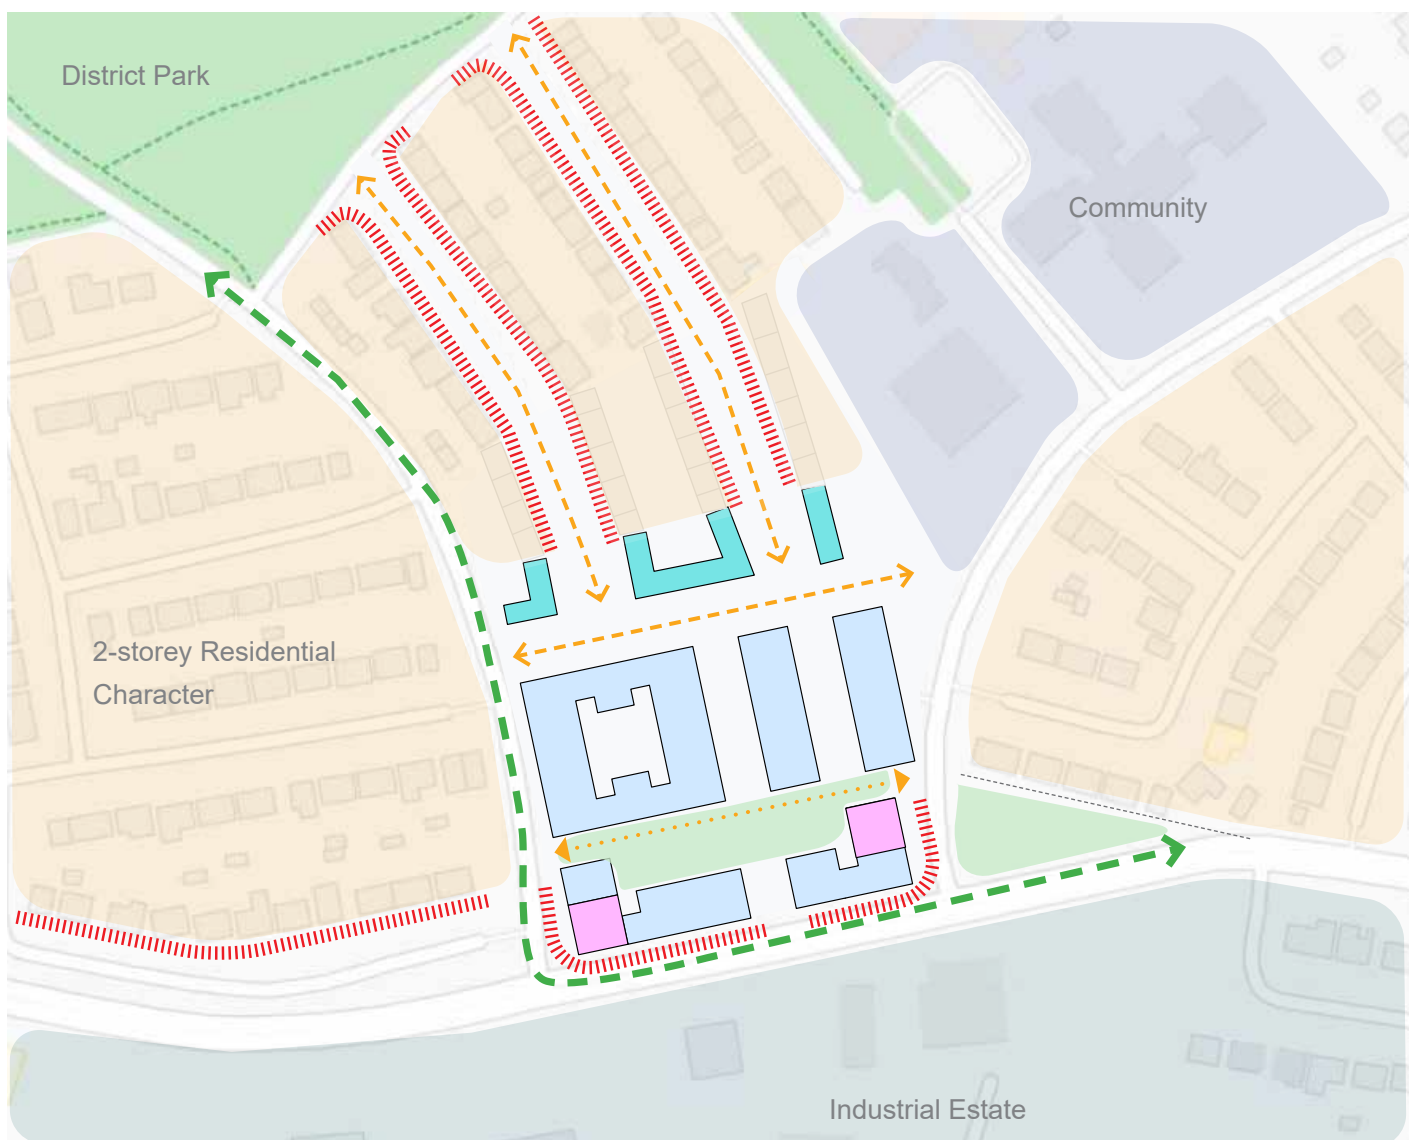 District Park
Community
2-storey Residential
Character
Industrial Estate